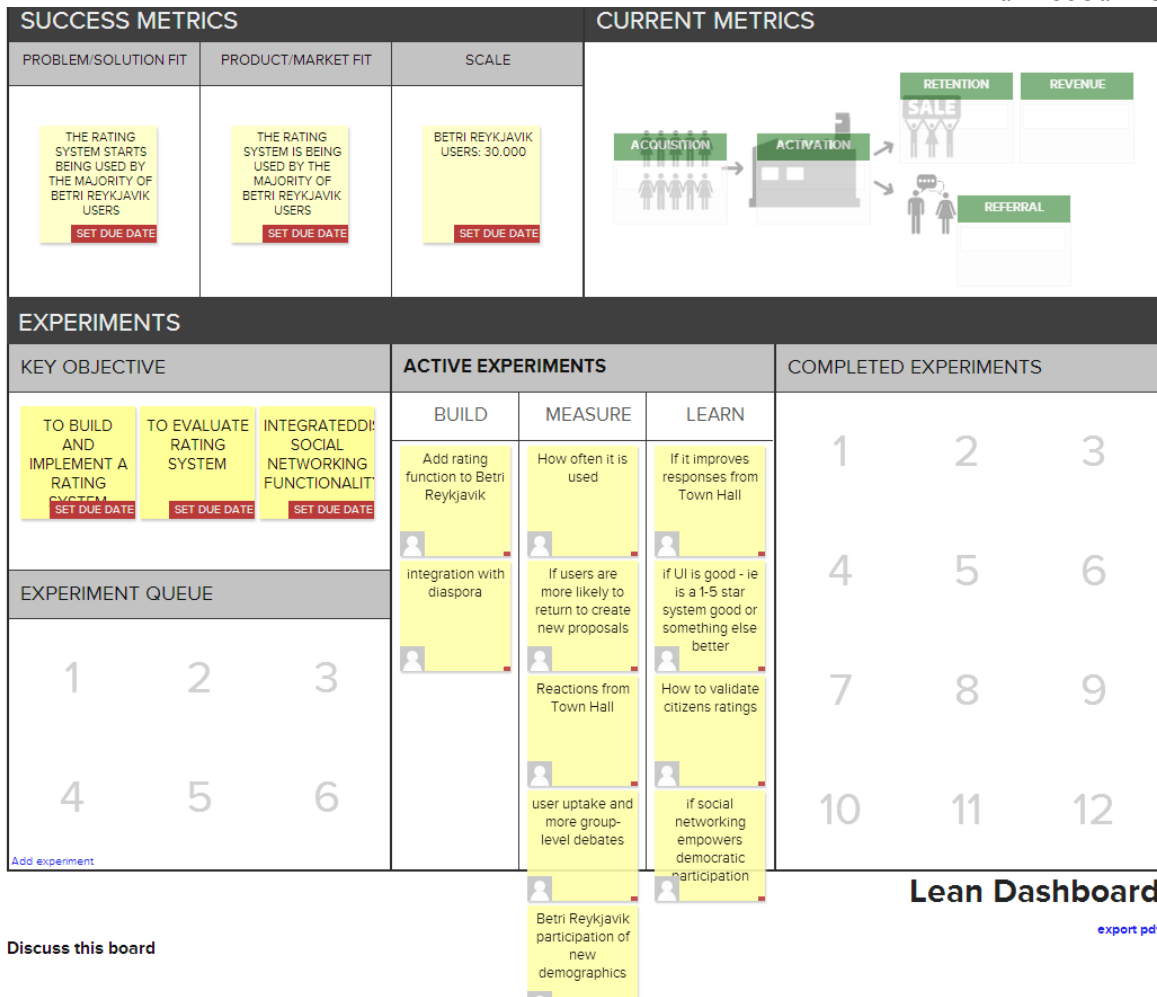 SUCCESS METRICS
CURRENT METRICS
PROBLEM/SOLUTION FIT
PRODUCT/MARKET FIT
SCALE
THE RATING
SYSTEM STARTS
BEING USED BY
THE MAJORITY OF
BETRI REYKJAVIK
USERS
SET DUE DATE
THE RATING
SYSTEM IS BEING
USED BY THE
MAJORITY OF
BETRI REYKJAVIK
USERS
SET DUE DATE
BETRI REYKJAVIK
USERS: 30.000
SET DUE DATE
ACQUISITION
ACTIVATION
RETENTION
SALE
REVENUE
REFERRAL
EXPERIMENTS
KEY OBJECTIVE
TO BUILD
AND
IMPLEMENT A
RATING
SYSTEM
SET DUE DATE
TO EVALUATE
RATING
SYSTEM
SET DUE DATE
INTEGRATEDDIS
SOCIAL
NETWORKING
FUNCTIONALIT
SET DUE DATE
EXPERIMENT QUEUE
1 2 3
4 5 6
Add experiment
ACTIVE EXPERIMENTS
BUILD
Add rating
function to Betri
Reykjavik
integration with
diaspora
MEASURE
How often it is
used
If users are
more likely to
return to create
new proposals
Reactions from
Town Hall
user uptake and
more group-
level debates
Betri Reykjavik
participation of
new
demographics
LEARN
If it improves
responses from
Town Hall
if UI is good - ie
is a 1-5 star
system good or
something else
better
How to validate
citizens ratings
if social
networking
empowers
democratic
participation
COMPLETED EXPERIMENTS
1 2 3
4 5 6
7 8 9
10 11 12
Lean Dashboard
export pdf
Discuss this board